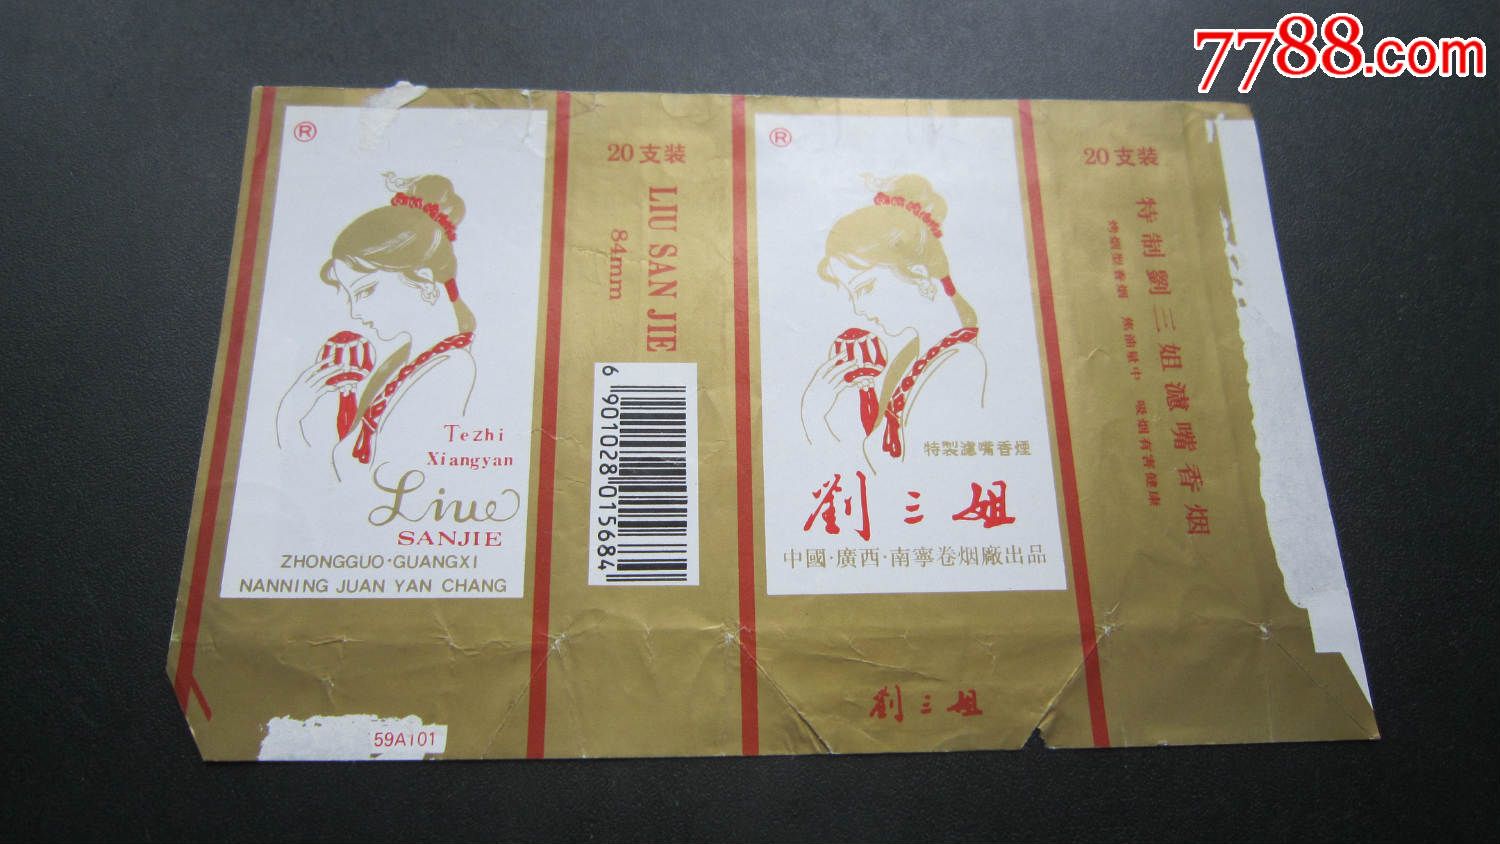 7788.com
®
Tezhi
Xiangyan
Liu
SANJIE
ZHONGGUO·GUANGXI
NANNING JUAN YAN CHANG
59A101
20支装
LIU SAN JIE
84mm
6 901028 015684
®
特製濾嘴香煙
劉三姐
中國·廣西·南寧卷烟廠出品
劉三姐
20支装
特制劉三姐濾嘴香烟
烤烟型香烟 焦油量中 吸烟有害健康